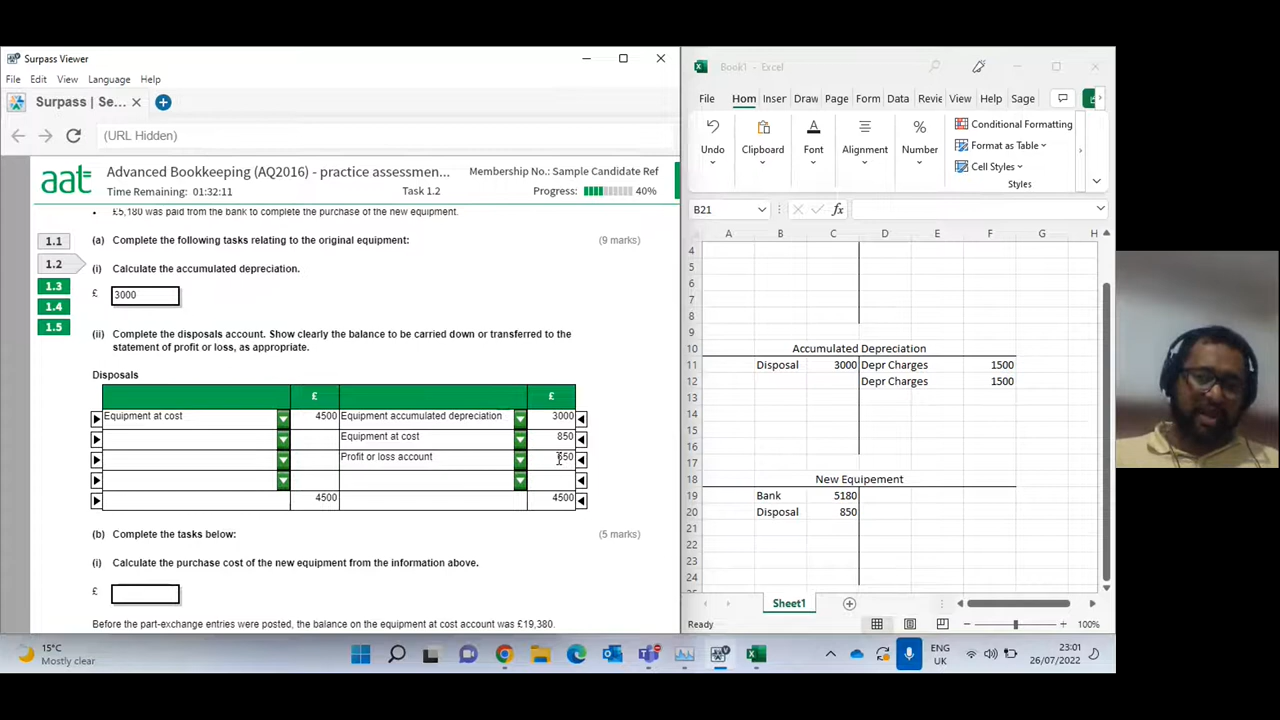 Surpass Viewer
File Edit View Language Help
Surpass | Se...
(URL Hidden)
aat
Advanced Bookkeeping (AQ2016) - practice assessmen...
Membership No.: Sample Candidate Ref
Time Remaining: 01:32:11
Task 1.2
Progress: 40%
• £5,180 was paid from the bank to complete the purchase of the new equipment.
1.1
1.2
1.3
1.4
1.5
(a) Complete the following tasks relating to the original equipment: (9 marks)
(i) Calculate the accumulated depreciation.
£ 3000
(ii) Complete the disposals account. Show clearly the balance to be carried down or transferred to the
statement of profit or loss, as appropriate.
Disposals
£ £
Equipment at cost 4500 Equipment accumulated depreciation 3000
Equipment at cost 850
Profit or loss account 650
4500 4500
(b) Complete the tasks below: (5 marks)
(i) Calculate the purchase cost of the new equipment from the information above.
£
Before the part-exchange entries were posted, the balance on the equipment at cost account was £19,380.
Book1 - Excel
File Hom Inser Draw Page Form Data Revie View Help Sage
Undo
Clipboard
Font
Alignment
Number
Conditional Formatting
Format as Table
Cell Styles
Styles
B21
fx
A B C D E F G H
4
5
6
7
8
9
10 Accumulated Depreciation
11 Disposal 3000 Depr Charges 1500
12 Depr Charges 1500
13
14
15
16
17
18 New Equipement
19 Bank 5180
20 Disposal 850
21
22
23
24
Sheet1
Ready
100%
15°C
Mostly clear
ENG
UK
23:01
26/07/2022